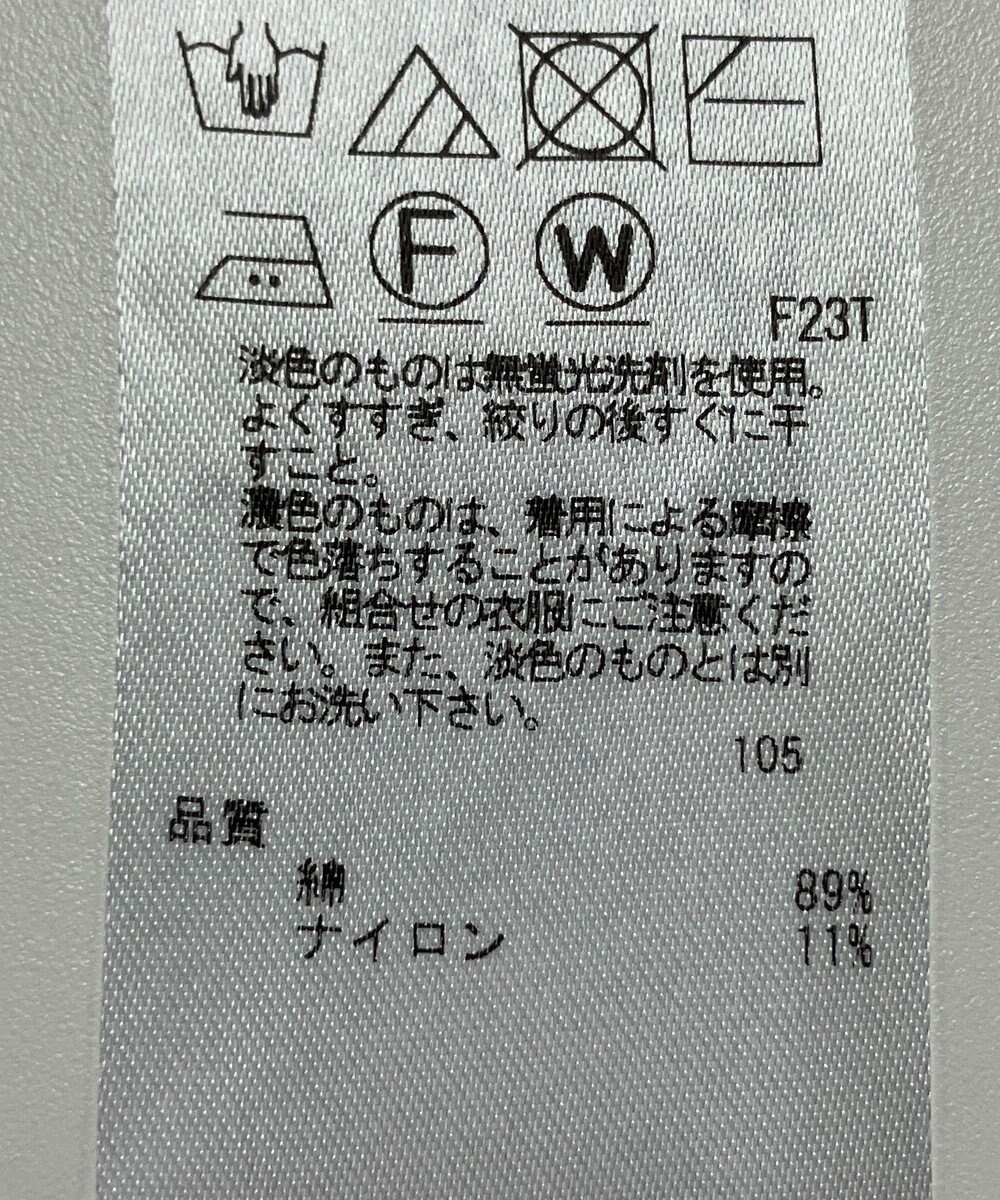 F
W
F23T
淡色のものは無蛍光洗剤を使用。
よくすすぎ、絞りの後すぐに干
すこと。
濃色のものは、着用による摩擦
で色落ちすることがありますの
で、組合せの衣服にご注意くだ
さい。また、淡色のものとは別
にお洗い下さい。
105
品質
綿 89%
ナイロン 11%